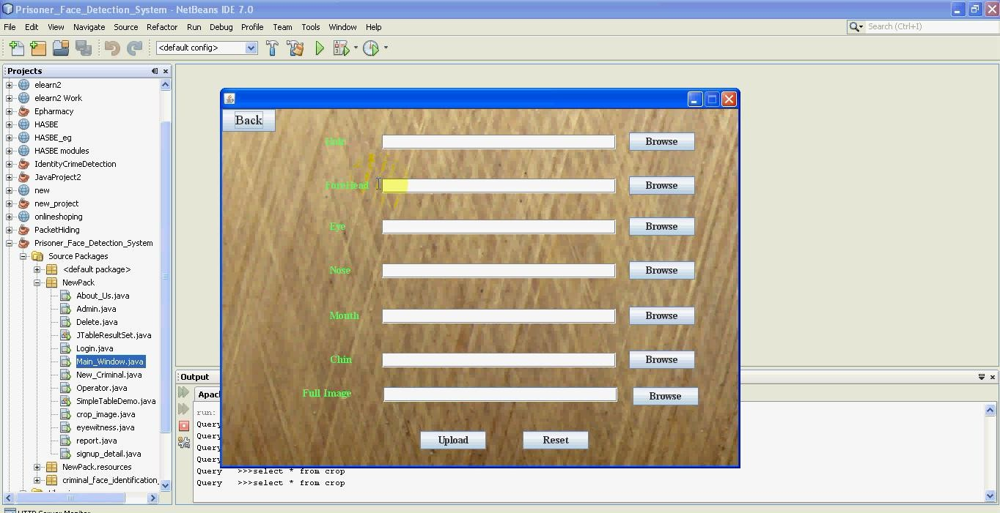 Prisoner_Face_Detection_System - NetBeans IDE 7.0
File Edit View Navigate Source Refactor Run Debug Profile Team Tools Window Help
Search (Ctrl+I)
<default config>
Projects
elearn2
elearn2 Work
Epharmacy
HASBE
HASBE_eg
HASBE modules
IdentityCrimeDetection
JavaProject2
new
new_project
onlineshoping
PacketHiding
Prisoner_Face_Detection_System
Source Packages
<default package>
NewPack
About_Us.java
Admin.java
Delete.java
JTableResultSet.java
Login.java
Main_Window.java
New_Criminal.java
Operator.java
SimpleTableDemo.java
crop_image.java
eyewitness.java
report.java
signup_detail.java
NewPack.resources
criminal_face_identification_
Back
Browse
ForeHead Browse
Eye Browse
Nose Browse
Mouth Browse
Chin Browse
Full Image Browse
Upload Reset
Output
Apac
run:
Query
Query
Query
Query
Query >>>select * from crop
Query >>>select * from crop
HTTP Server Monitor